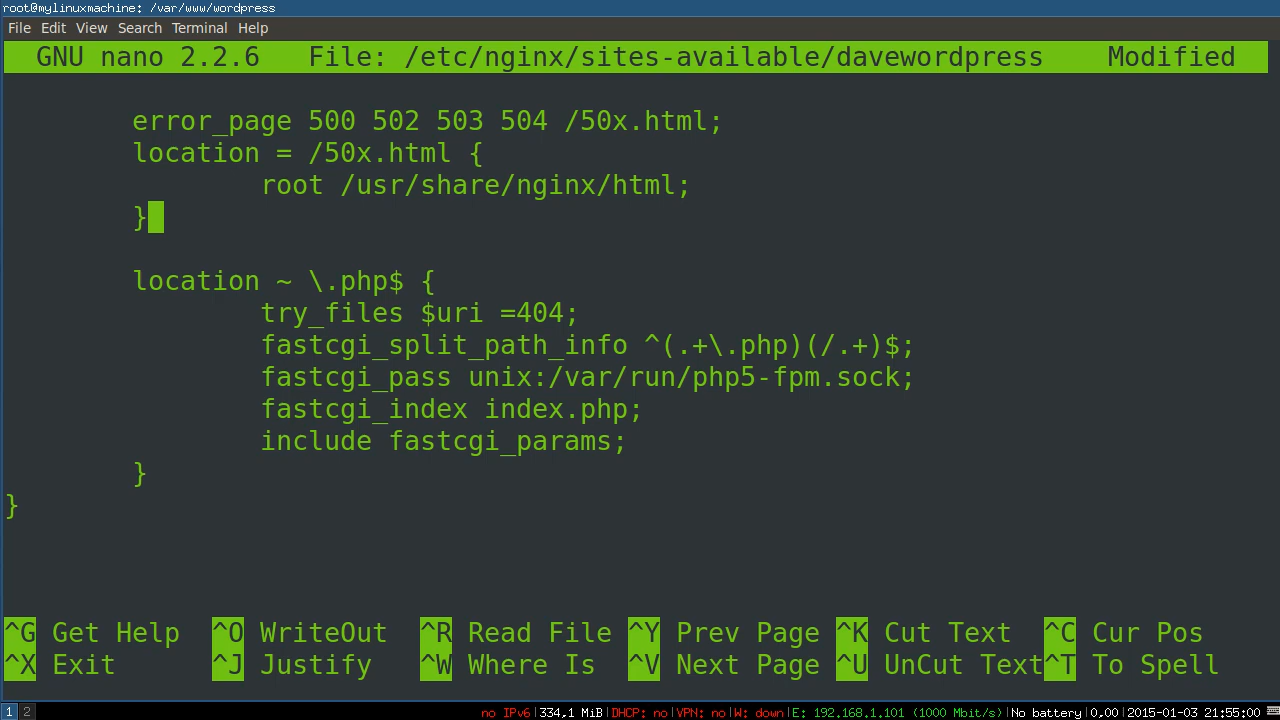 root@mylinuxmachine: /var/www/wordpress
File Edit View Search Terminal Help
GNU nano 2.2.6 File: /etc/nginx/sites-available/davewordpress Modified
error_page 500 502 503 504 /50x.html;
location = /50x.html {
root /usr/share/nginx/html;
}
location ~ \.php$ {
try_files $uri =404;
fastcgi_split_path_info ^(.+\.php)(/.+)$;
fastcgi_pass unix:/var/run/php5-fpm.sock;
fastcgi_index index.php;
include fastcgi_params;
}
}
^G Get Help ^O WriteOut ^R Read File ^Y Prev Page ^K Cut Text ^C Cur Pos
^X Exit ^J Justify ^W Where Is ^V Next Page ^U UnCut Text^T To Spell
1 2 no IPv6|334,1 MiB|DHCP: no|VPN: no|W: down|E: 192.168.1.101 (1000 Mbit/s)|No battery|0,00|2015-01-03 21:55:00